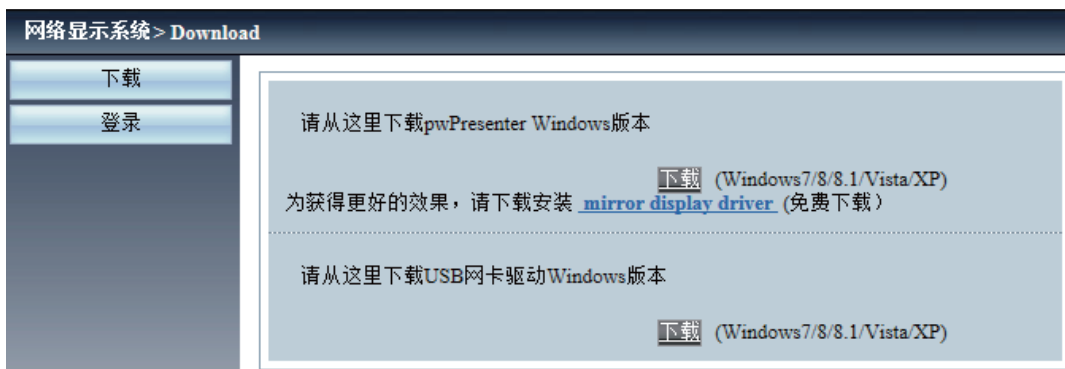 网络显示系统> Download
下载
登录
请从这里下载pwPresenter Windows版本
下载 (Windows7/8/8.1/Vista/XP)
为获得更好的效果，请下载安装 mirror display driver (免费下载）
请从这里下载USB网卡驱动Windows版本
下载 (Windows7/8/8.1/Vista/XP)